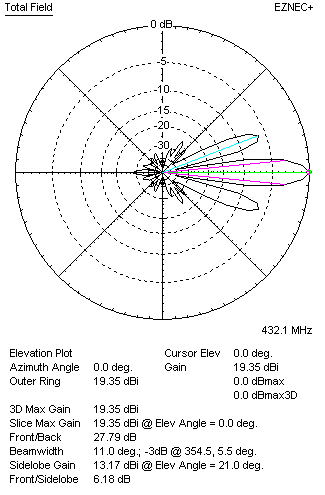 Total Field
EZNEC+
0 dB
-5
-10
-15
-20
-30
432.1 MHz
Elevation Plot
Cursor Elev 0.0 deg.
Azimuth Angle 0.0 deg.
Gain 19.35 dBi
Outer Ring 19.35 dBi
0.0 dBmax
0.0 dBmax3D
3D Max Gain 19.35 dBi
Slice Max Gain 19.35 dBi @ Elev Angle = 0.0 deg.
Front/Back 27.79 dB
Beamwidth 11.0 deg.; -3dB @ 354.5, 5.5 deg.
Sidelobe Gain 13.17 dBi @ Elev Angle = 21.0 deg.
Front/Sidelobe 6.18 dB